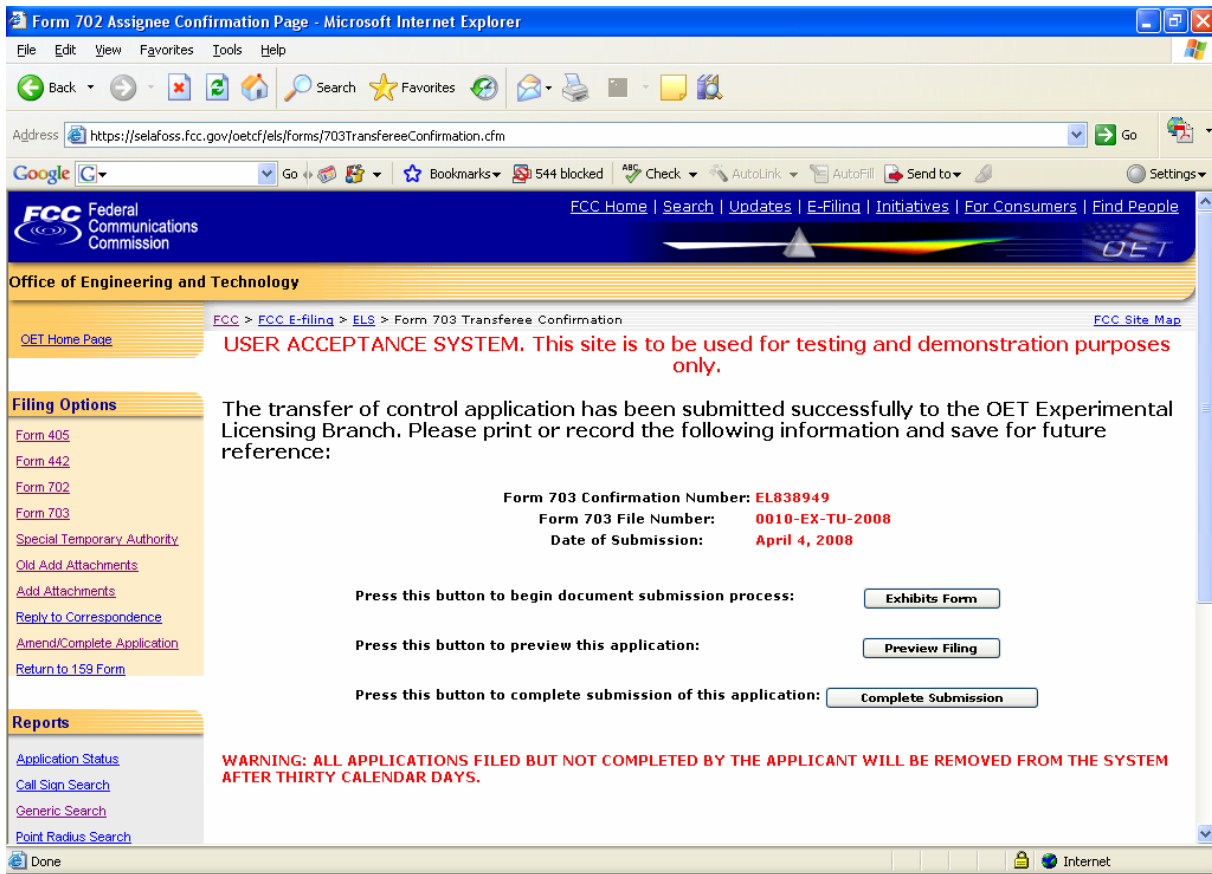 Form 702 Assignee Confirmation Page - Microsoft Internet Explorer
File Edit View Favorites Tools Help
Back Search Favorites
Address https://selafoss.fcc.gov/oetcf/els/forms/703TransfereeConfirmation.cfm Go
Google G Go Bookmarks 544 blocked ABC Check AutoLink AutoFill Send to Settings
FCC Federal Communications Commission
FCC Home | Search | Updates | E-Filing | Initiatives | For Consumers | Find People
OET
Office of Engineering and Technology
FCC > FCC E-filing > ELS > Form 703 Transferee Confirmation FCC Site Map
OET Home Page
USER ACCEPTANCE SYSTEM. This site is to be used for testing and demonstration purposes
only.
Filing Options
Form 405
Form 442
Form 702
Form 703
Special Temporary Authority
Old Add Attachments
Add Attachments
Reply to Correspondence
Amend/Complete Application
Return to 159 Form
Reports
Application Status
Call Sign Search
Generic Search
Point Radius Search
The transfer of control application has been submitted successfully to the OET Experimental
Licensing Branch. Please print or record the following information and save for future
reference:
Form 703 Confirmation Number: EL838949
Form 703 File Number: 0010-EX-TU-2008
Date of Submission: April 4, 2008
Press this button to begin document submission process: Exhibits Form
Press this button to preview this application: Preview Filing
Press this button to complete submission of this application: Complete Submission
WARNING: ALL APPLICATIONS FILED BUT NOT COMPLETED BY THE APPLICANT WILL BE REMOVED FROM THE SYSTEM
AFTER THIRTY CALENDAR DAYS.
Done Internet